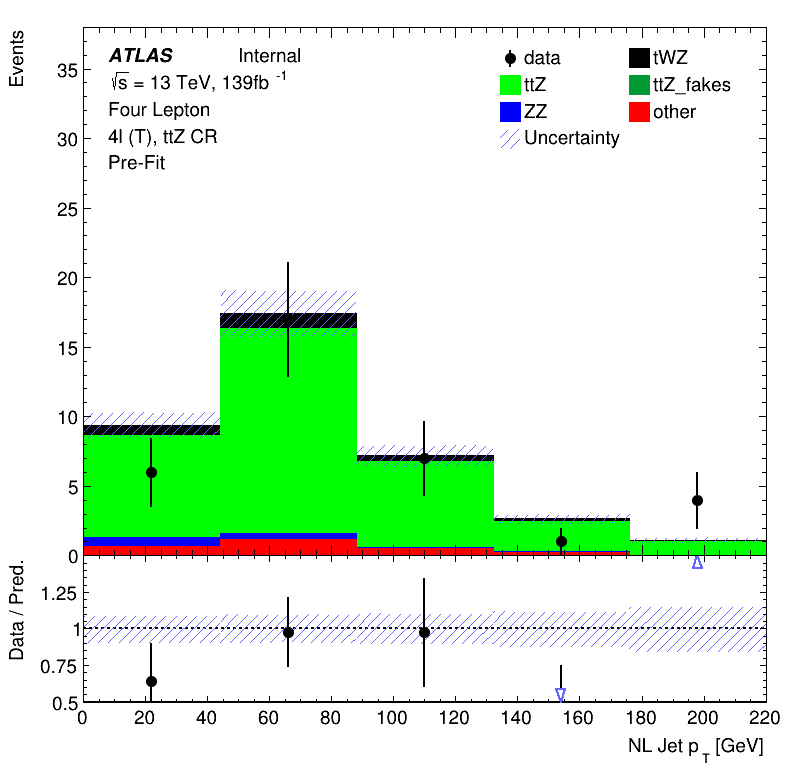 Events
ATLAS Internal
√s = 13 TeV, 139fb -1
Four Lepton
4l (T), ttZ CR
Pre-Fit
data tWZ
ttZ ttZ_fakes
ZZ other
Uncertainty
35
30
25
20
15
10
5
0
Data / Pred.
1.25
1
0.75
0.5
0 20 40 60 80 100 120 140 160 180 200 220
NL Jet p_T [GeV]